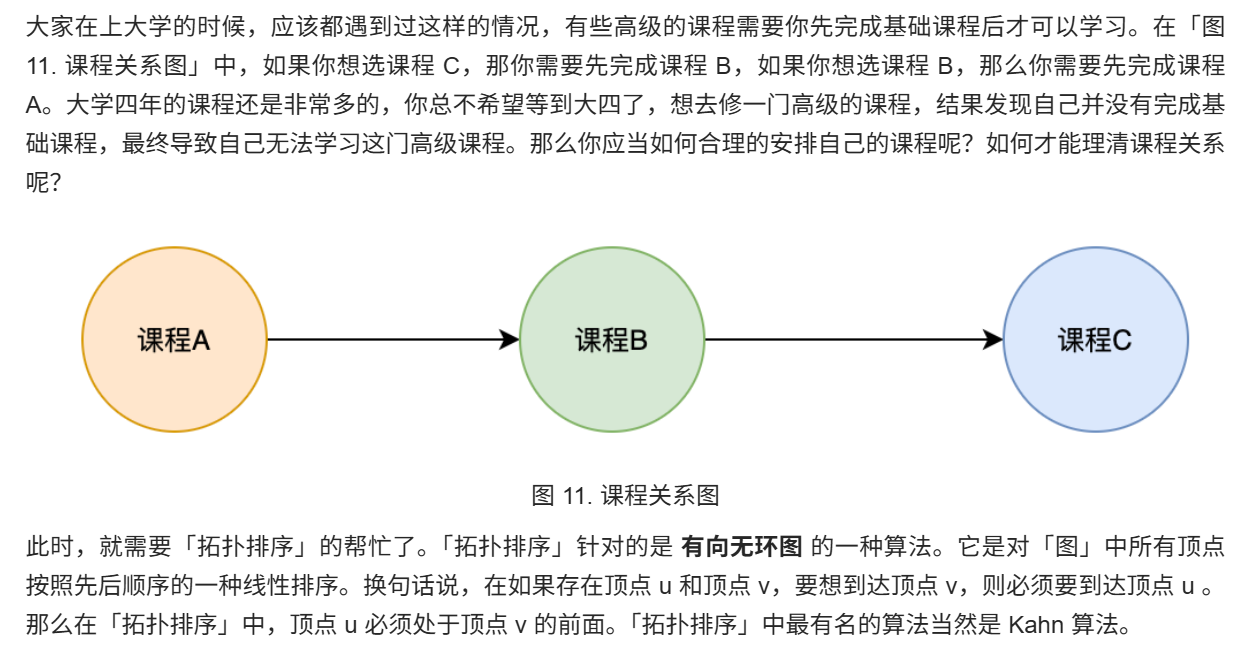 大家在上大学的时候，应该都遇到过这样的情况，有些高级的课程需要你先完成基础课程后才可以学习。在「图
11. 课程关系图」中，如果你想选课程 C，那你需要先完成课程 B，如果你想选课程 B，那么你需要先完成课程
A。大学四年的课程还是非常多的，你总不希望等到大四了，想去修一门高级的课程，结果发现自己并没有完成基
础课程，最终导致自己无法学习这门高级课程。那么你应当如何合理的安排自己的课程呢？如何才能理清课程关系
呢？
课程A
课程B
课程C
图 11. 课程关系图
此时，就需要「拓扑排序」的帮忙了。「拓扑排序」针对的是 有向无环图 的一种算法。它是对「图」中所有顶点
按照先后顺序的一种线性排序。换句话说，在如果存在顶点 u 和顶点 v，要想到达顶点 v，则必须要到达顶点 u 。
那么在「拓扑排序」中，顶点 u 必须处于顶点 v 的前面。「拓扑排序」中最有名的算法当然是 Kahn 算法。